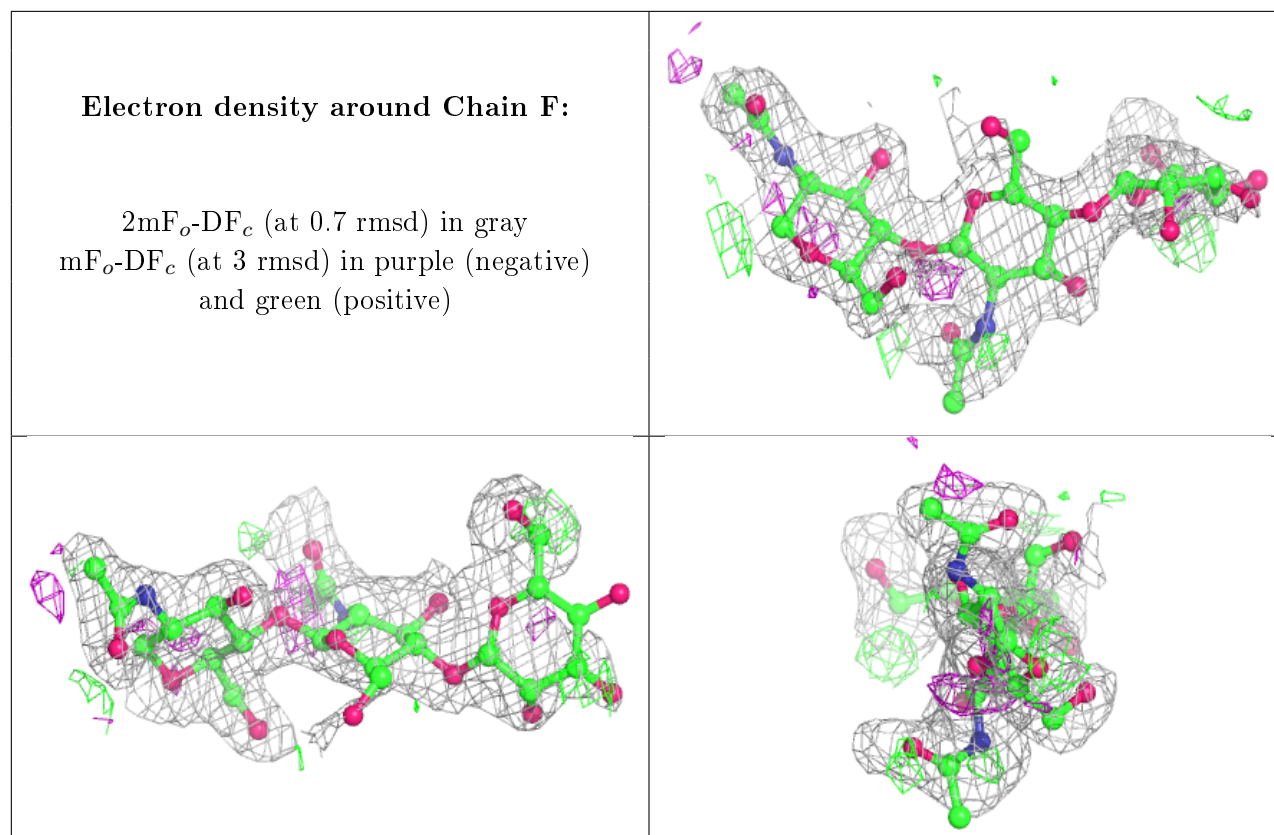 Electron density around Chain F:
2mFo-DFc (at 0.7 rmsd) in gray
mFo-DFc (at 3 rmsd) in purple (negative)
and green (positive)